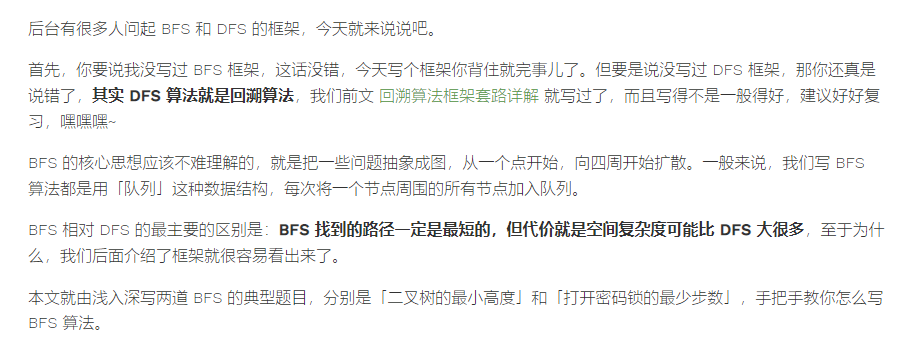 后台有很多人问起 BFS 和 DFS 的框架，今天就来说说吧。
首先，你要说我没写过 BFS 框架，这话没错，今天写个框架你背住就完事儿了。但要是说没写过 DFS 框架，那你还真是
说错了，其实 DFS 算法就是回溯算法，我们前文 回溯算法框架套路详解 就写过了，而且写得不是一般得好，建议好好复
习，嘿嘿嘿~
BFS 的核心思想应该不难理解的，就是把一些问题抽象成图，从一个点开始，向四周开始扩散。一般来说，我们写 BFS
算法都是用「队列」这种数据结构，每次将一个节点周围的所有节点加入队列。
BFS 相对 DFS 的最主要的区别是：BFS 找到的路径一定是最短的，但代价就是空间复杂度可能比 DFS 大很多，至于为什
么，我们后面介绍了框架就很容易看出来了。
本文就由浅入深写两道 BFS 的典型题目，分别是「二叉树的最小高度」和「打开密码锁的最少步数」，手把手教你怎么写
BFS 算法。